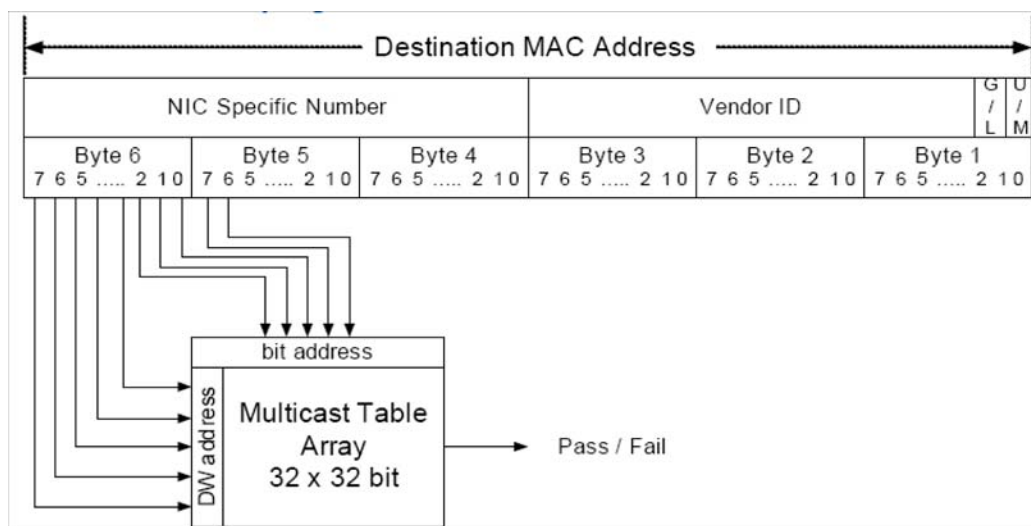 Destination MAC Address
NIC Specific Number Vendor ID G / L U / M
Byte 6 Byte 5 Byte 4 Byte 3 Byte 2 Byte 1
7 6 5 ..... 2 1 0 7 6 5 ..... 2 1 0 7 6 5 ..... 2 1 0 7 6 5 ..... 2 1 0 7 6 5 ..... 2 1 0 7 6 5 ..... 2 1 0
bit address
DW address
Multicast Table
Array
32 x 32 bit
Pass / Fail